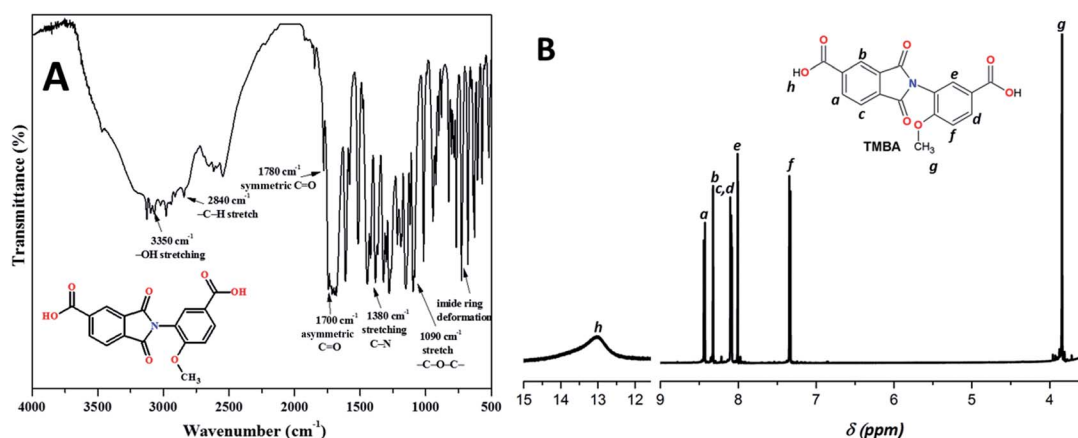 A
Transmittance (%)
1780 cm-1
symmetric C=O
2840 cm-1
–C–H stretch
3350 cm-1
–OH stretching
1700 cm-1
asymmetric
C=O
1380 cm-1
stretching
C–N
1090 cm-1
stretch
–C–O–C–
imide ring
deformation
O
HO
O
N
O
O
CH3
O
OH
4000 3500 3000 2500 2000 1500 1000 500
Wavenumber (cm-1)
B
O
HO
h
b
O
N
a
c
O
O
e
O
OH
d
f
CH3
g
TMBA
h
a
b
c,d
e
f
g
15 14 13 12 9 8 7 6 5 4
δ (ppm)